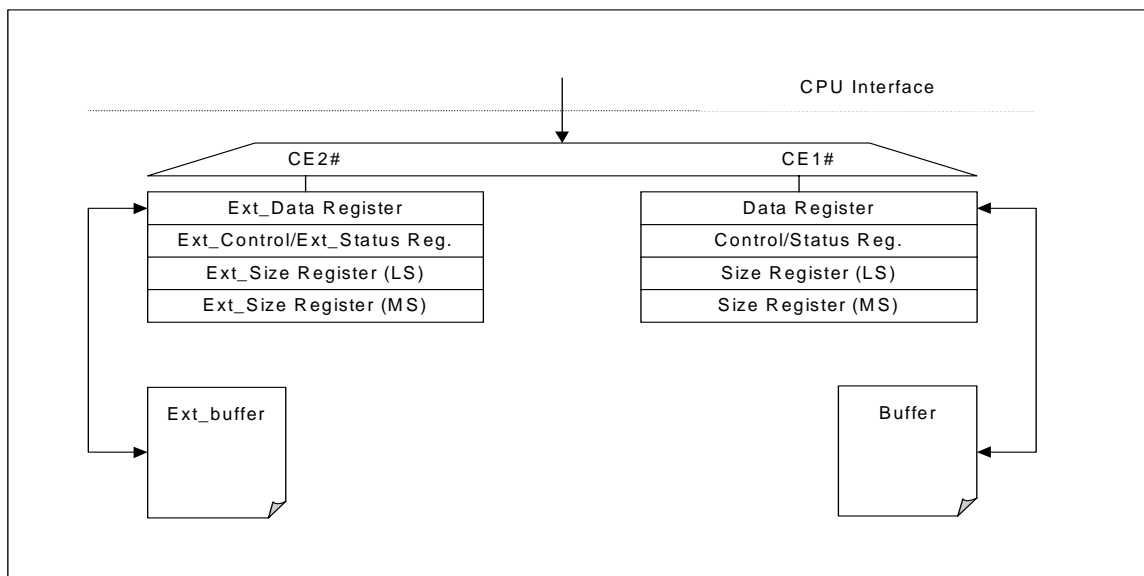 CPU Interface
CE2#
CE1#
Ext_Data Register
Data Register
Ext_Control/Ext_Status Reg.
Control/Status Reg.
Ext_Size Register (LS)
Size Register (LS)
Ext_Size Register (MS)
Size Register (MS)
Ext_buffer
Buffer